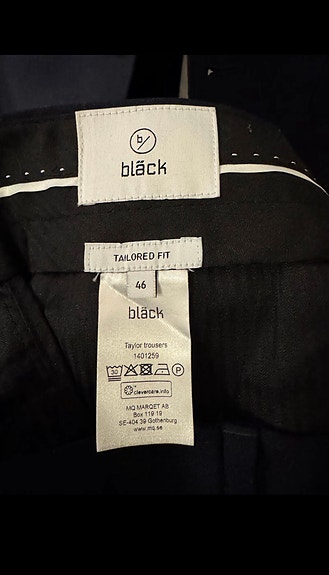 b/
bläck
TAILORED FIT
46
bläck
Taylor trousers
1401259
30
P
clevercare.info
MQ MARQET AB
Box 119 19
SE-404 39 Gothenburg
www.mq.se